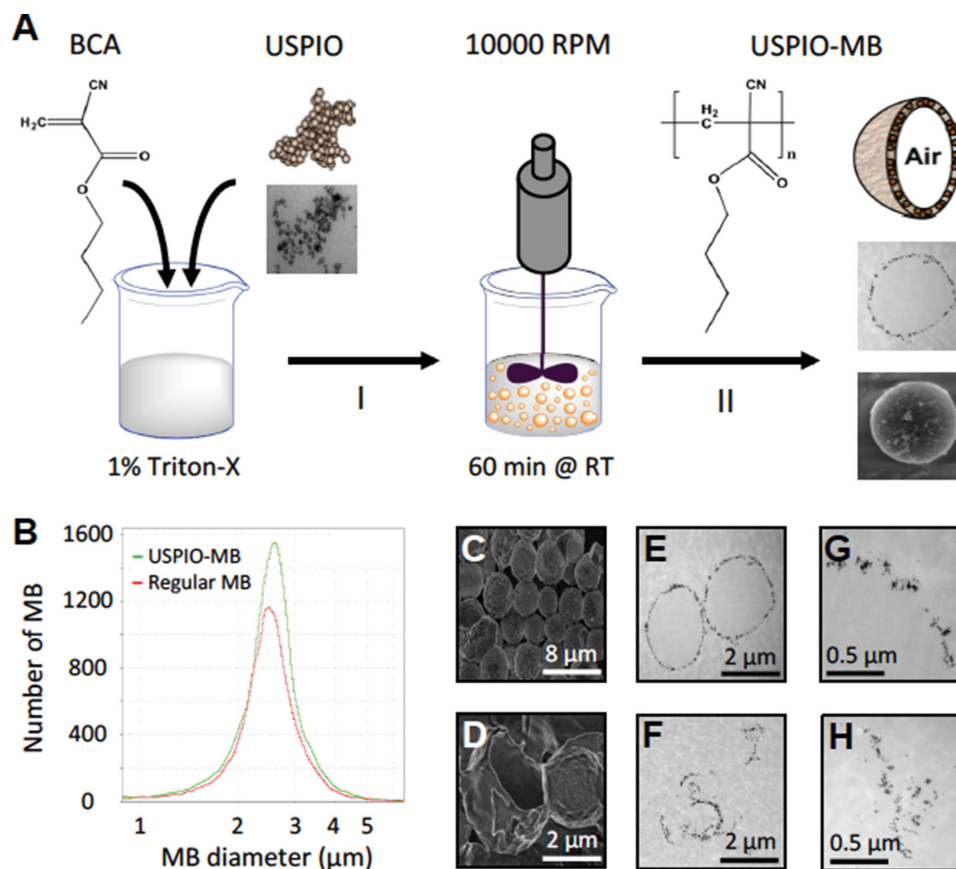 A
BCA
USPIO
10000 RPM
USPIO-MB
CN
H₂C
O
O
I
1% Triton-X
60 min @ RT
II
CN
H₂
C
n
O
O
Air
B
Number of MB
1600
1200
800
400
0
USPIO-MB
Regular MB
1
2
3
4
5
MB diameter (µm)
C
8 µm
E
2 µm
G
0.5 µm
D
2 µm
F
2 µm
H
0.5 µm